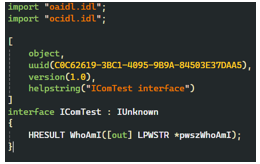 import "oaidl.idl";
import "ocidl.idl";
[
object,
uuid(C0C62619-3BC1-4095-9B9A-84503E37DAA5),
version(1.0),
helpstring("IComTest interface")
]
interface IComTest : IUnknown
{
HRESULT WhoAmI([out] LPWSTR *pwszWhoAmI);
}